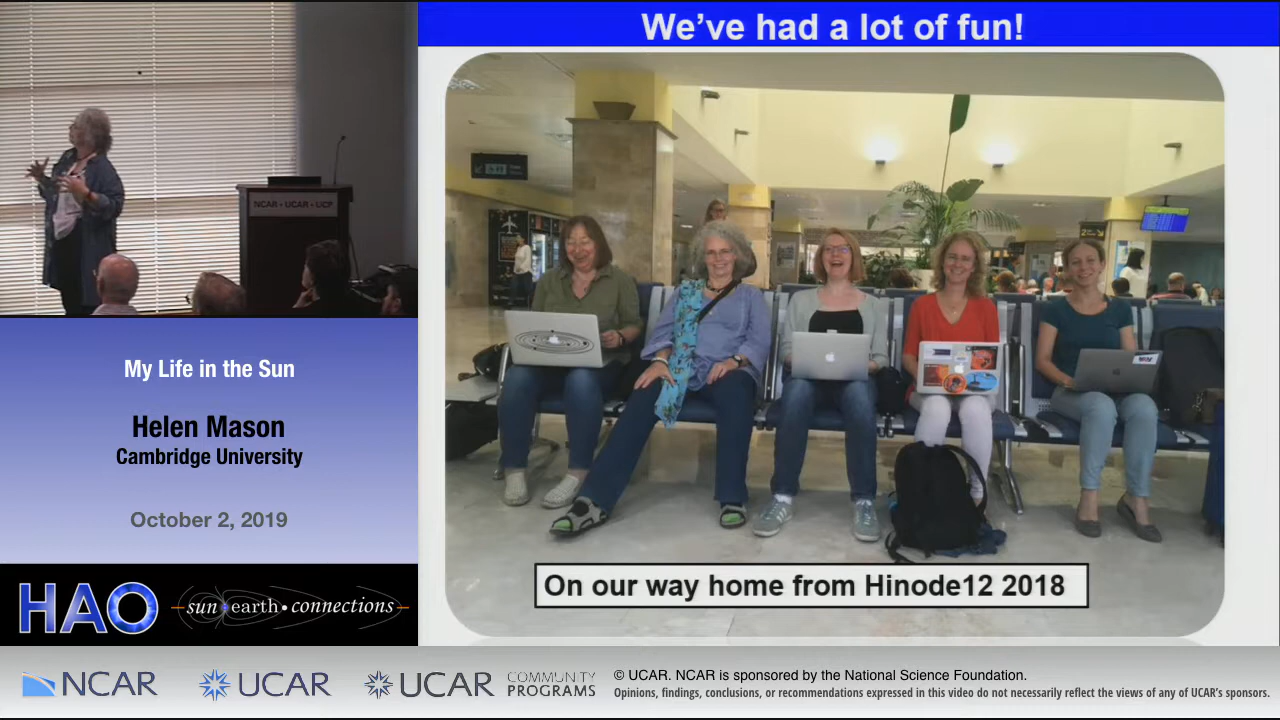 We've had a lot of fun!
NCAR • UCAR • UCP
My Life in the Sun
Helen Mason
Cambridge University
October 2, 2019
On our way home from Hinode12 2018
HAO
sun • earth • connections
NCAR
UCAR
UCAR
COMMUNITY
PROGRAMS
© UCAR. NCAR is sponsored by the National Science Foundation.
Opinions, findings, conclusions, or recommendations expressed in this video do not necessarily reflect the views of any of UCAR's sponsors.